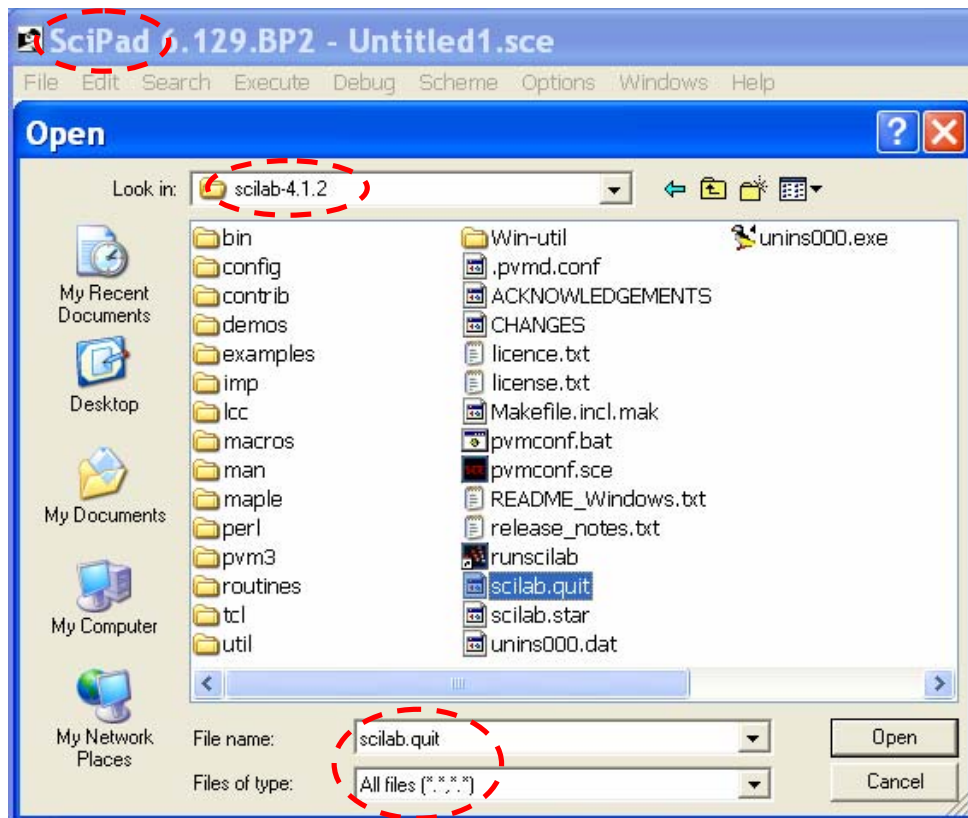 SciPad 6.129.BP2 - Untitled1.sce
File Edit Search Execute Debug Scheme Options Windows Help
Open
Look in: scilab-4.1.2
My Recent Documents
Desktop
My Documents
My Computer
My Network Places
bin
config
contrib
demos
examples
imp
lcc
macros
man
maple
perl
pvm3
routines
tcl
util
Win-util
.pvmd.conf
ACKNOWLEDGEMENTS
CHANGES
licence.txt
license.txt
Makefile.incl.mak
pvmconf.bat
pvmconf.sce
README_Windows.txt
release_notes.txt
runscilab
scilab.quit
scilab.star
unins000.dat
unins000.exe
File name: scilab.quit
Open
Files of type: All files (*.*,*.*)
Cancel